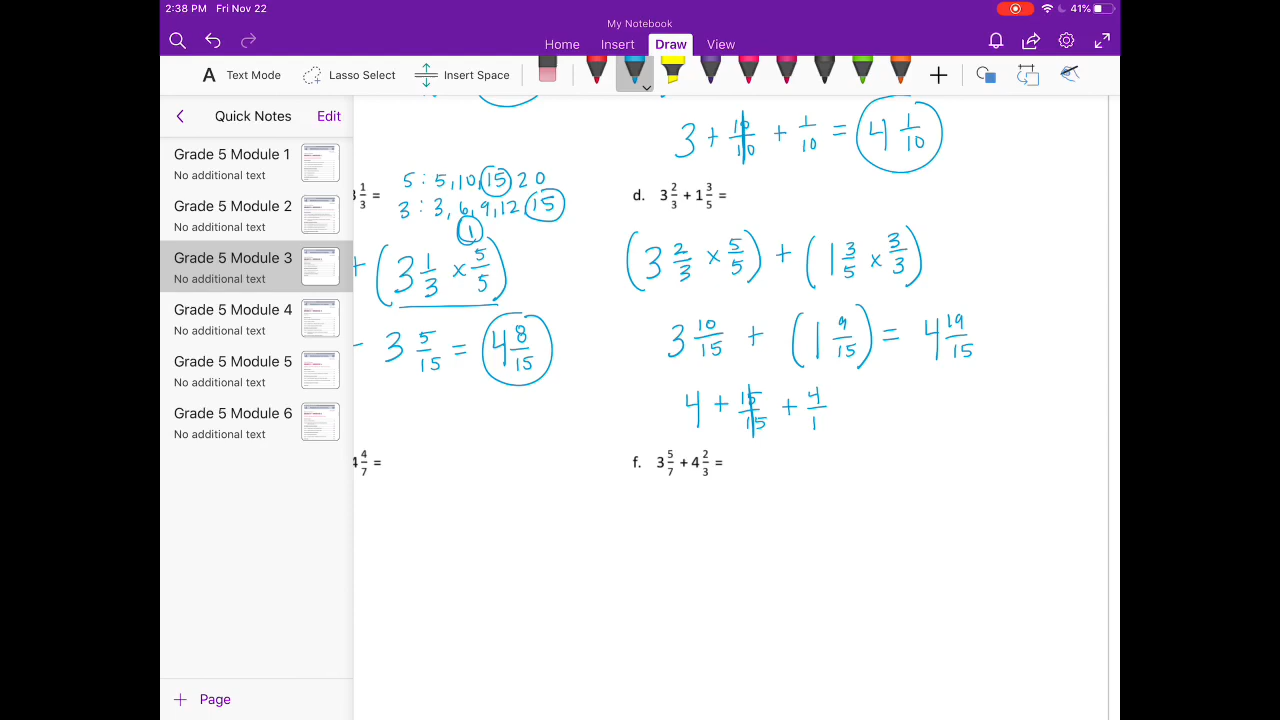 2:38 PM Fri Nov 22
41%
My Notebook
Home Insert Draw View
Text Mode Lasso Select Insert Space
Quick Notes Edit
Grade 5 Module 1
No additional text
Grade 5 Module 2
No additional text
Grade 5 Module 3
No additional text
Grade 5 Module 4
No additional text
Grade 5 Module 5
No additional text
Grade 5 Module 6
No additional text
+ Page
3 + 10/10 + 1/10 = 4 1/10
3 1/3 =
5 : 5, 10, 15 20
3 : 3, 6, 9, 12, 15
1
+ (3 1/3 × 5/5)
3 5/15 = 4 8/15
d. 3 2/3 + 1 3/5 =
(3 2/3 × 5/5) + (1 3/5 × 3/3)
3 10/15 + (1 9/15) = 4 19/15
4 + 15/15 + 4/1
4 4/7 =
f. 3 5/7 + 4 2/3 =